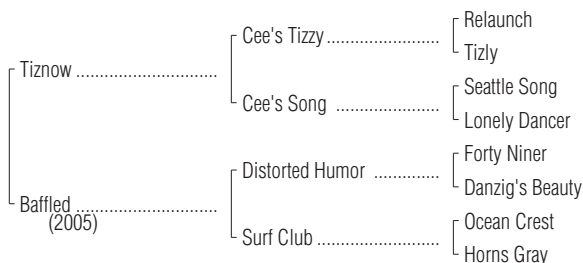 Relaunch
Cee's Tizzy ..........................
Tizly
Tiznow .................................
Seattle Song
Cee's Song ........................
Lonely Dancer
Forty Niner
Distorted Humor ...............
Danzig's Beauty
Baffled .................................
(2005)
Ocean Crest
Surf Club ............................
Horns Gray